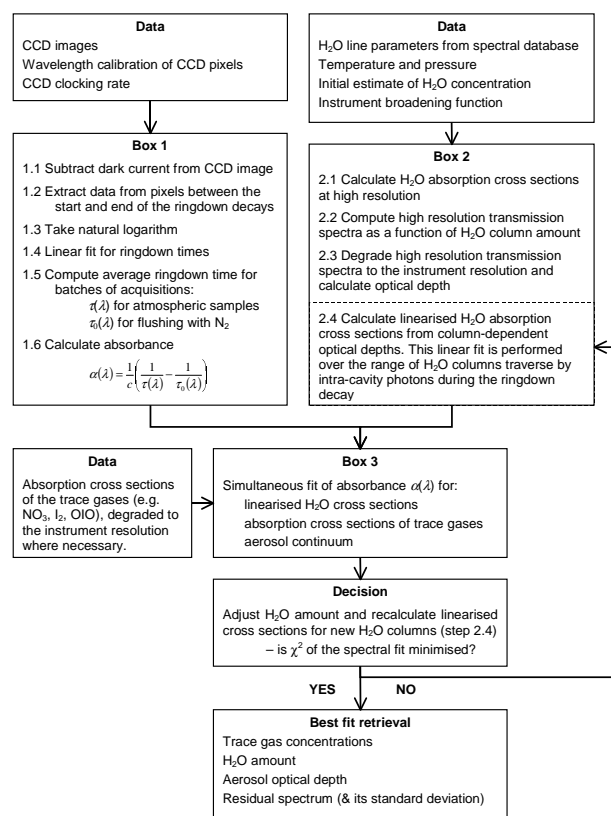 Data
CCD images
Wavelength calibration of CCD pixels
CCD clocking rate
Data
H₂O line parameters from spectral database
Temperature and pressure
Initial estimate of H₂O concentration
Instrument broadening function
Box 1
1.1 Subtract dark current from CCD image
1.2 Extract data from pixels between the
start and end of the ringdown decays
1.3 Take natural logarithm
1.4 Linear fit for ringdown times
1.5 Compute average ringdown time for
batches of acquisitions:
τ(λ) for atmospheric samples
τ₀(λ) for flushing with N₂
1.6 Calculate absorbance
α(λ) = 1/c (1/τ(λ) − 1/τ₀(λ))
Box 2
2.1 Calculate H₂O absorption cross sections
at high resolution
2.2 Compute high resolution transmission
spectra as a function of H₂O column amount
2.3 Degrade high resolution transmission
spectra to the instrument resolution and
calculate optical depth
2.4 Calculate linearised H₂O absorption
cross sections from column-dependent
optical depths. This linear fit is performed
over the range of H₂O columns traverse by
intra-cavity photons during the ringdown
decay
Data
Absorption cross sections
of the trace gases (e.g.
NO₃, I₂, OIO), degraded to
the instrument resolution
where necessary.
Box 3
Simultaneous fit of absorbance α(λ) for:
linearised H₂O cross sections
absorption cross sections of trace gases
aerosol continuum
Decision
Adjust H₂O amount and recalculate linearised
cross sections for new H₂O columns (step 2.4)
– is χ² of the spectral fit minimised?
YES NO
Best fit retrieval
Trace gas concentrations
H₂O amount
Aerosol optical depth
Residual spectrum (& its standard deviation)